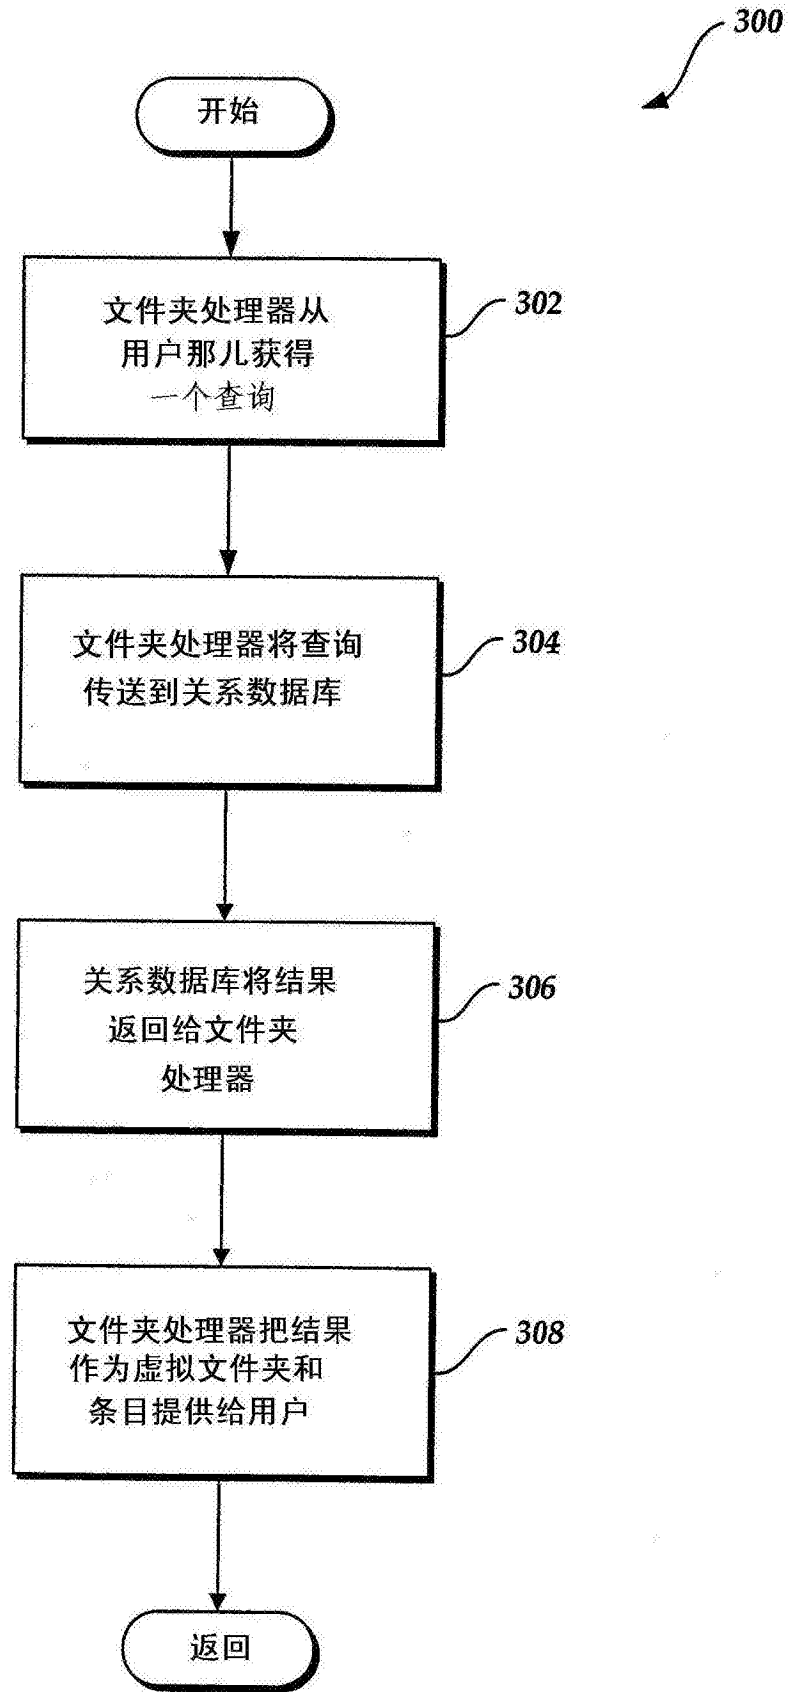 300
开始
文件夹处理器从
用户那儿获得
一个查询
302
文件夹处理器将查询
传送到关系数据库
304
关系数据库将结果
返回给文件夹
处理器
306
文件夹处理器把结果
作为虚拟文件夹和
条目提供给用户
308
返回